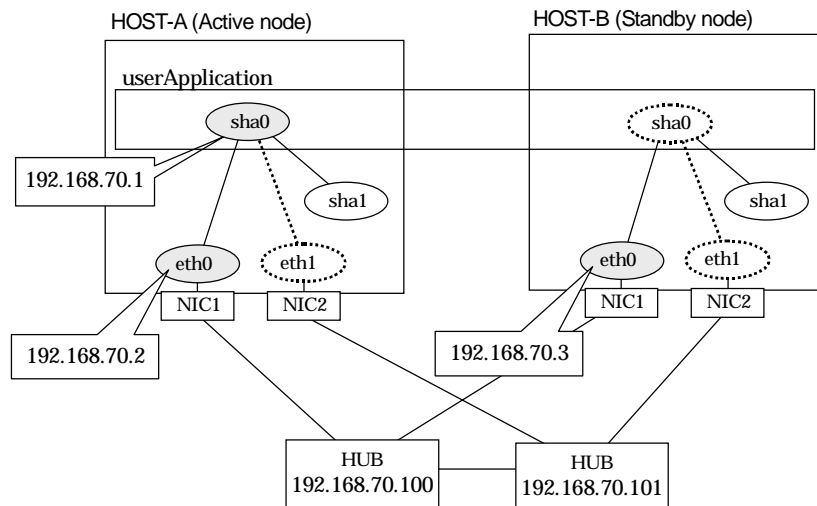 HOST-A (Active node)
HOST-B (Standby node)
userApplication
sha0
sha0
192.168.70.1
sha1
sha1
eth0
eth1
eth0
eth1
NIC1
NIC2
NIC1
NIC2
192.168.70.2
192.168.70.3
HUB
192.168.70.100
HUB
192.168.70.101